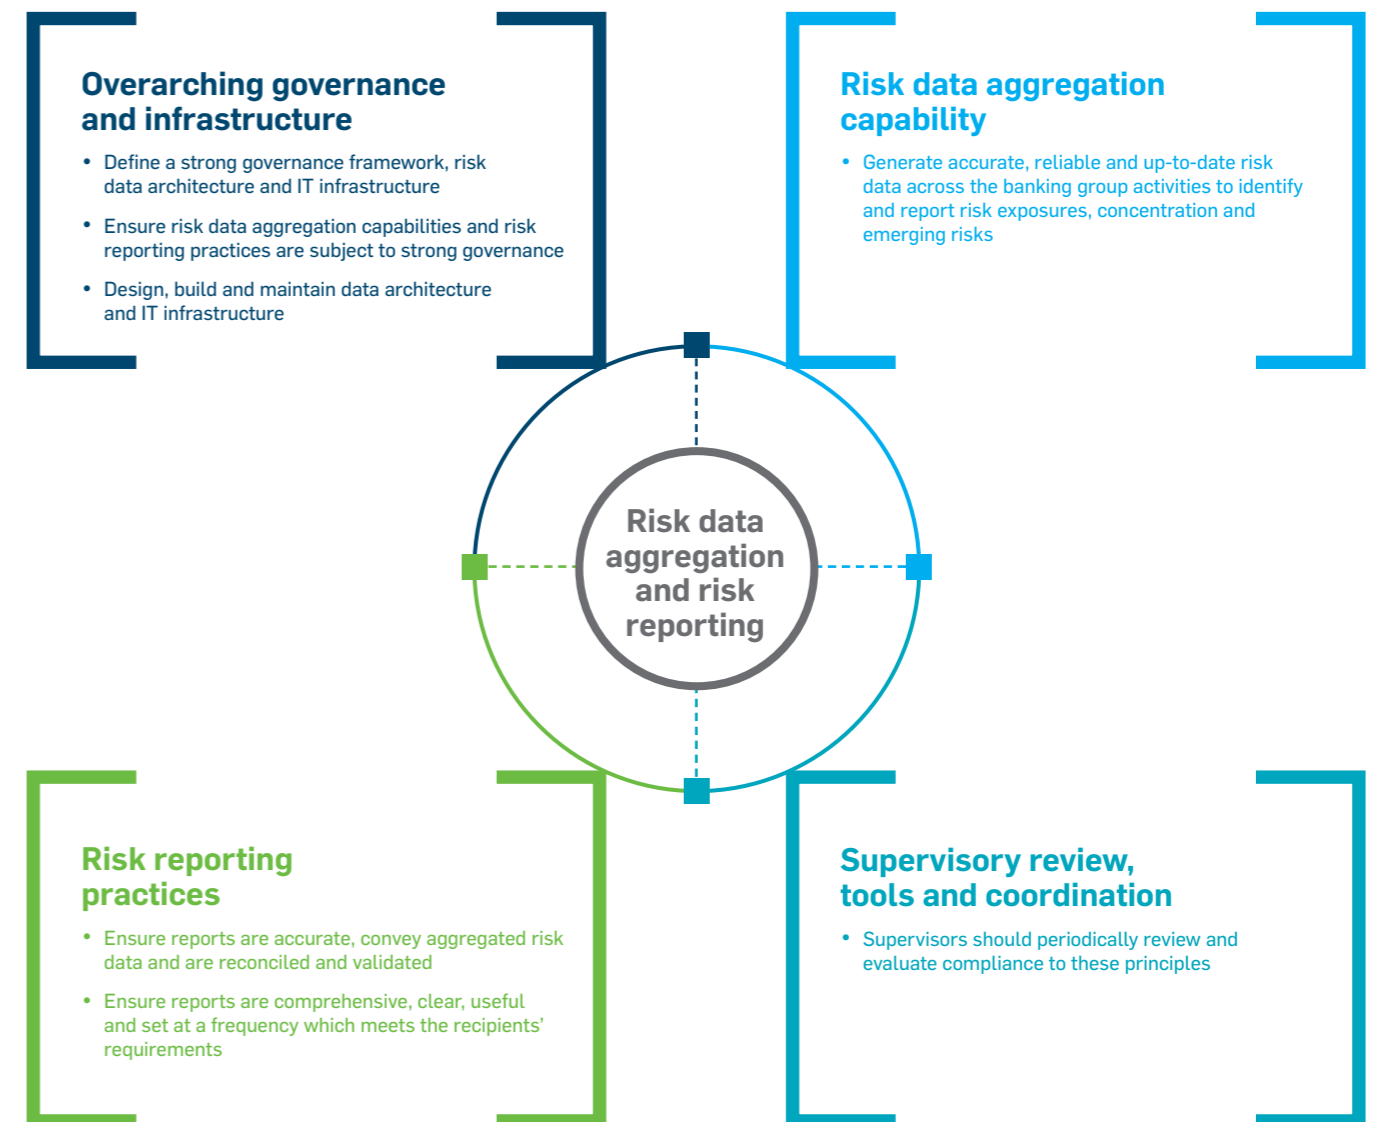 Overarching governance
and infrastructure
• Define a strong governance framework, risk
data architecture and IT infrastructure
• Ensure risk data aggregation capabilities and risk
reporting practices are subject to strong governance
• Design, build and maintain data architecture
and IT infrastructure
Risk data aggregation
capability
• Generate accurate, reliable and up-to-date risk
data across the banking group activities to identify
and report risk exposures, concentration and
emerging risks
Risk data
aggregation
and risk
reporting
Risk reporting
practices
• Ensure reports are accurate, convey aggregated risk
data and are reconciled and validated
• Ensure reports are comprehensive, clear, useful
and set at a frequency which meets the recipients’
requirements
Supervisory review,
tools and coordination
• Supervisors should periodically review and
evaluate compliance to these principles